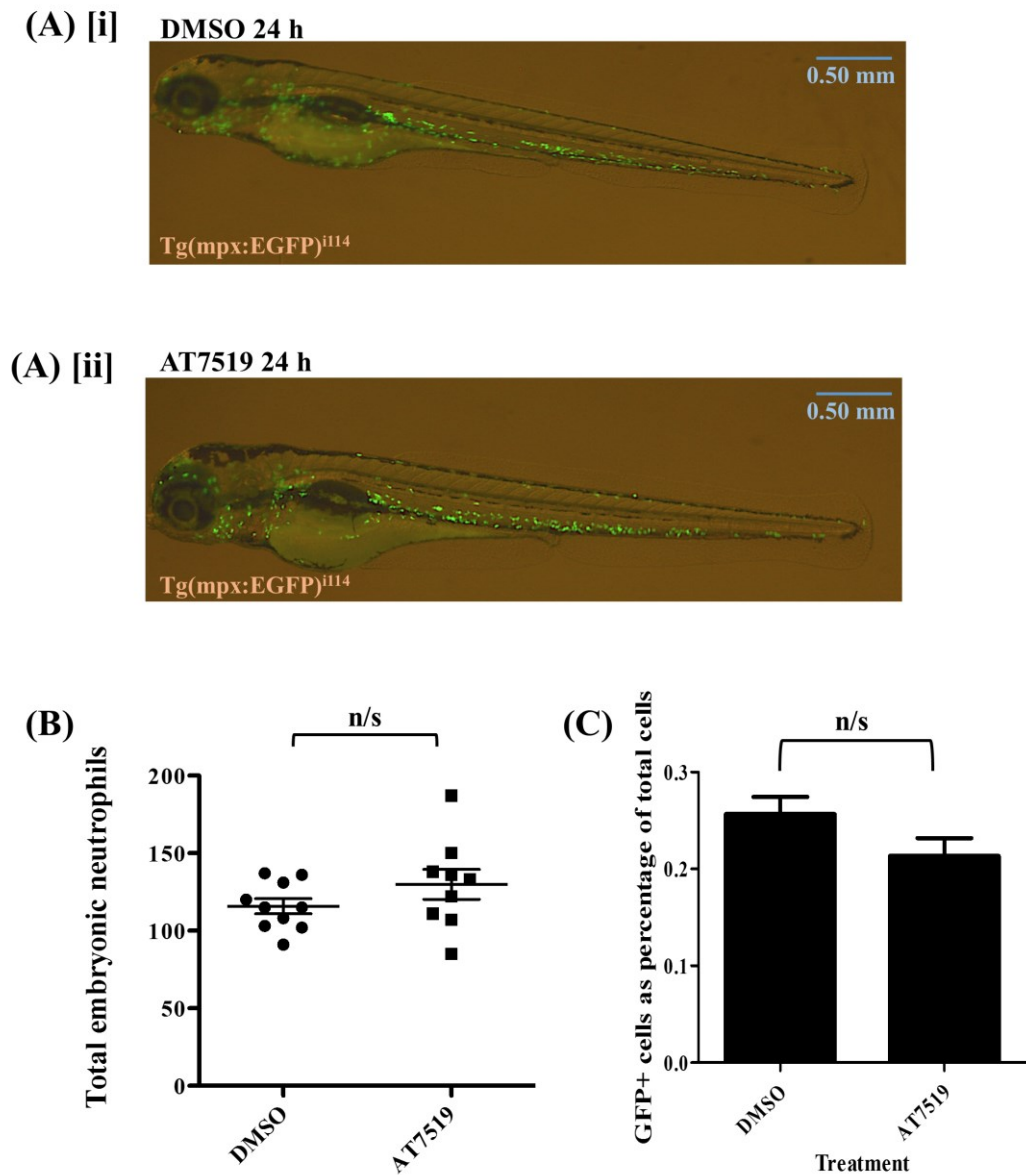 (A) [i]
DMSO 24 h
0.50 mm
Tg(mpx:EGFP)i114
(A) [ii]
AT7519 24 h
0.50 mm
Tg(mpx:EGFP)i114
(B)
n/s
Total embryonic neutrophils
200
150
100
50
0
DMSO
AT7519
(C)
n/s
GFP+ cells as percentage of total cells
0.3
0.2
0.1
0.0
DMSO
AT7519
Treatment